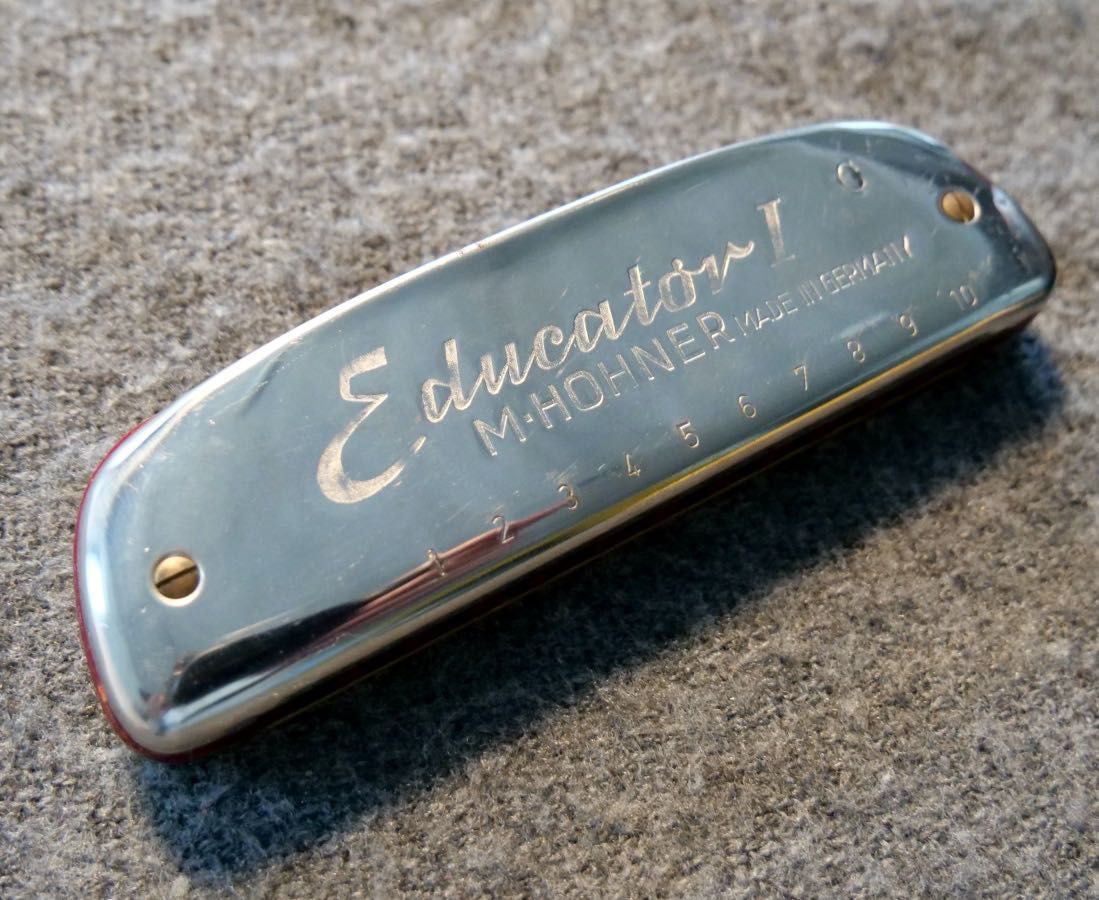 Educator I
M·HOHNER MADE IN GERMANY
1 2 3 4 5 6 7 8 9 10